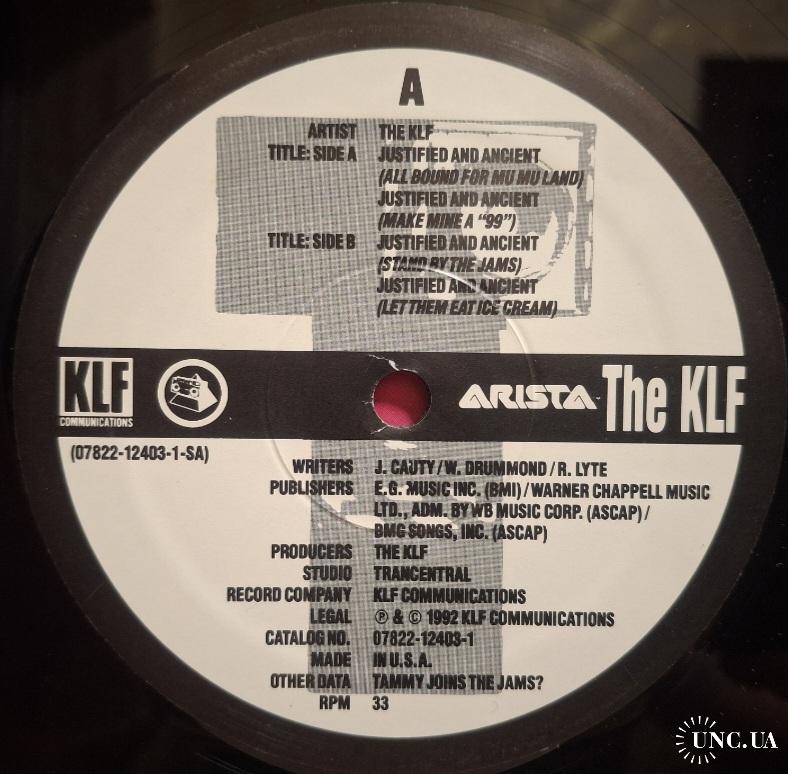 A
ARTIST THE KLF
TITLE: SIDE A JUSTIFIED AND ANCIENT
(ALL BOUND FOR MU MU LAND)
JUSTIFIED AND ANCIENT
(MAKE MINE A “99”)
TITLE: SIDE B JUSTIFIED AND ANCIENT
(STAND BY THE JAMS)
JUSTIFIED AND ANCIENT
(LET THEM EAT ICE CREAM)
KLF
COMMUNICATIONS
ARISTA The KLF
(07822-12403-1-SA)
WRITERS J. CAUTY / W. DRUMMOND / R. LYTE
PUBLISHERS E.G. MUSIC INC. (BMI) / WARNER CHAPPELL MUSIC
LTD., ADM. BY WB MUSIC CORP. (ASCAP) /
BMG SONGS, INC. (ASCAP)
PRODUCERS THE KLF
STUDIO TRANCENTRAL
RECORD COMPANY KLF COMMUNICATIONS
LEGAL ℗ & © 1992 KLF COMMUNICATIONS
CATALOG NO. 07822-12403-1
MADE IN U.S.A.
OTHER DATA TAMMY JOINS THE JAMS?
RPM 33
UNC.UA